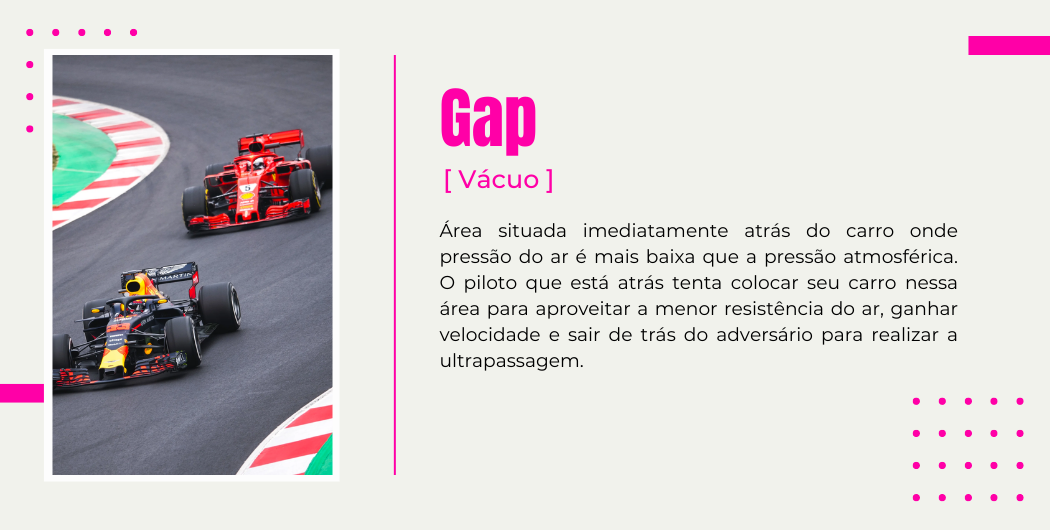 Gap
[ Vácuo ]
Área situada imediatamente atrás do carro onde
pressão do ar é mais baixa que a pressão atmosférica.
O piloto que está atrás tenta colocar seu carro nessa
área para aproveitar a menor resistência do ar, ganhar
velocidade e sair de trás do adversário para realizar a
ultrapassagem.
5